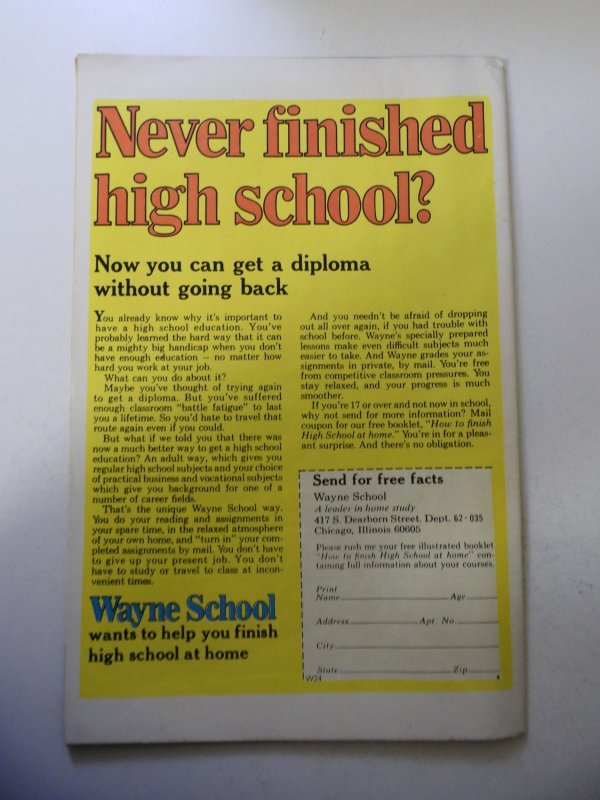 Never finished
high school?
Now you can get a diploma
without going back
You already know why it's important to
have a high school education. You've
probably learned the hard way that it can
be a mighty big handicap when you don't
have enough education — no matter how
hard you work at your job.
What can you do about it?
Maybe you've thought of trying again
to get a diploma. But you've suffered
enough classroom "battle fatigue" to last
you a lifetime. So you'd hate to travel that
route again even if you could.
But what if we told you that there was
now a much better way to get a high school
education? An adult way, which gives you
regular high school subjects and your choice
of practical business and vocational subjects
which give you background for one of a
number of career fields.
That's the unique Wayne School way.
You do your reading and assignments in
your spare time, in the relaxed atmosphere
of your own home, and "turn in" your com-
pleted assignments by mail. You don't have
to give up your present job. You don't
have to study or travel to class at incon-
venient times.
Wayne School
wants to help you finish
high school at home
And you needn't be afraid of dropping
out all over again, if you had trouble with
school before. Wayne's specially prepared
lessons make even difficult subjects much
easier to take. And Wayne grades your as-
signments in private, by mail. You're free
from competitive classroom pressures. You
stay relaxed, and your progress is much
smoother.
If you're 17 or over and not now in school,
why not send for more information? Mail
coupon for our free booklet, "How to finish
High School at home." You're in for a pleas-
ant surprise. And there's no obligation.
Send for free facts
Wayne School
A leader in home study
417 S. Dearborn Street. Dept. 62-035
Chicago, Illinois 60605
Please rush me your free illustrated booklet
"How to finish High School at home" con-
taining full information about your courses.
Print
Name Age
Address Apt. No.
City
State Zip
W24 4